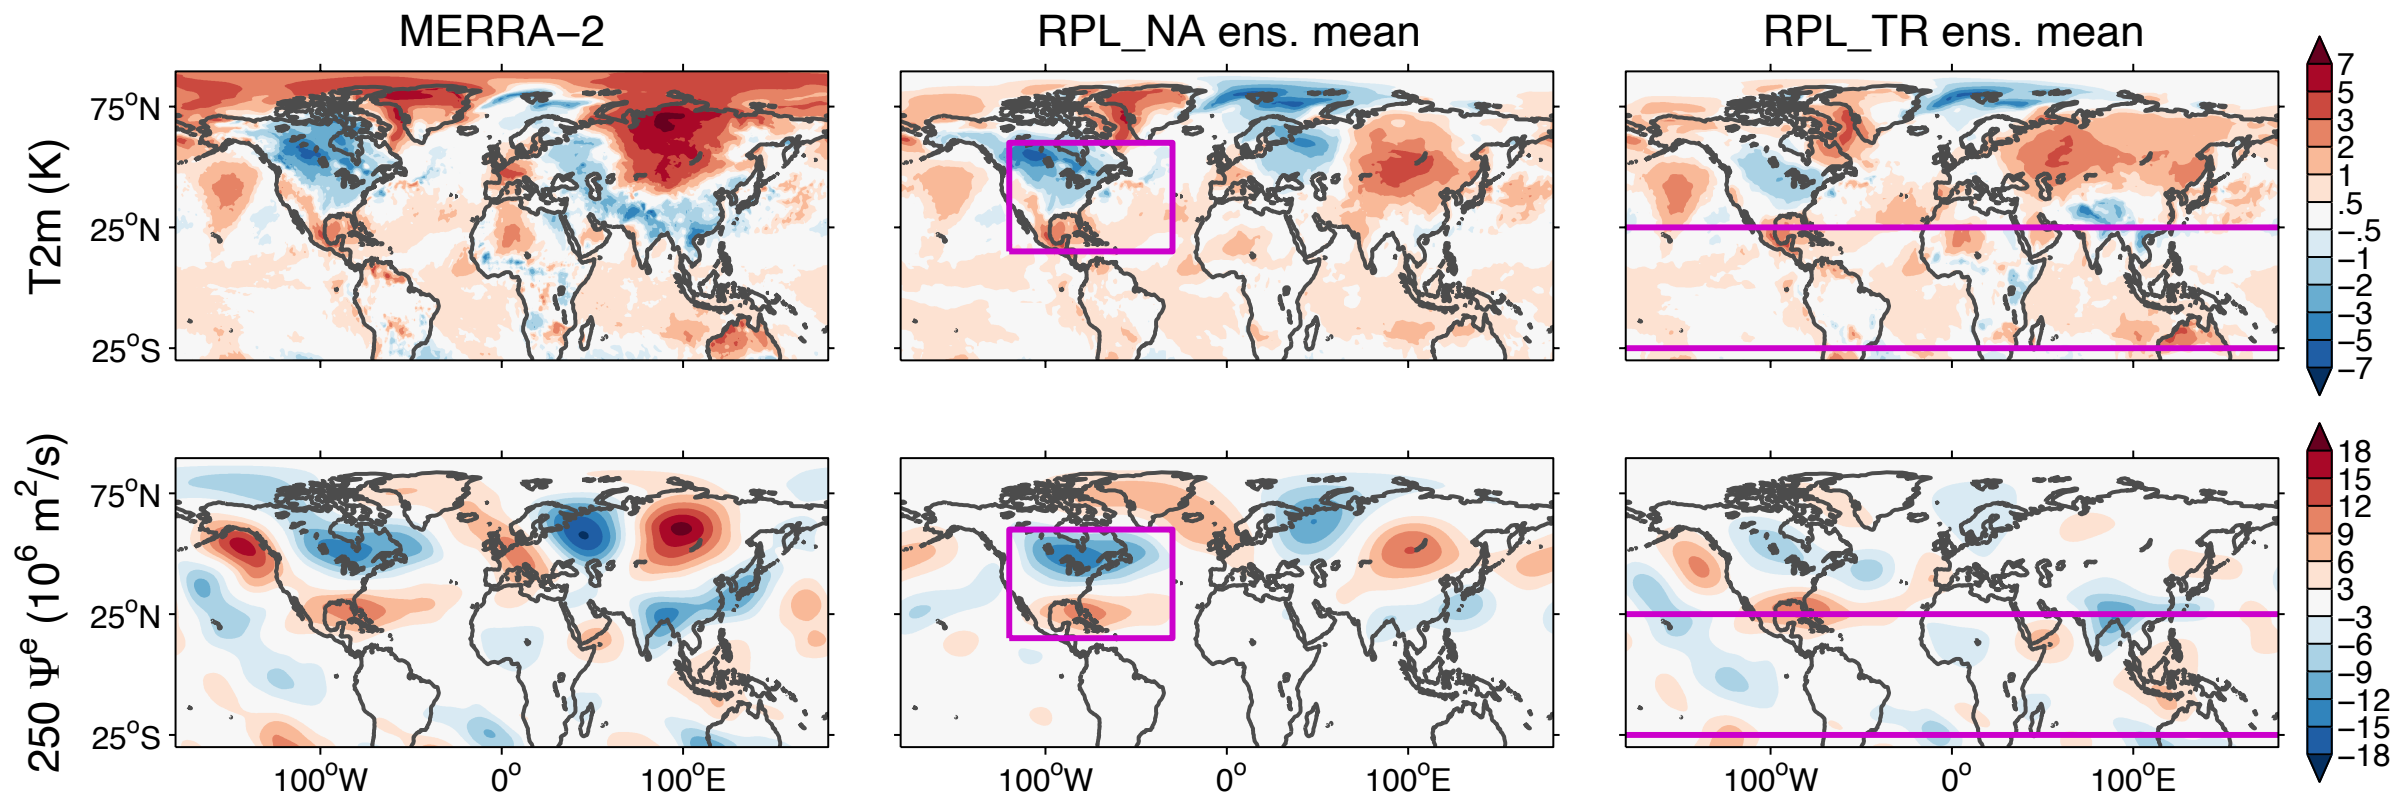 MERRA−2 RPL_NA ens. mean RPL_TR ens. mean
T2m (K)
75°N
25°N
25°S
7
5
3
2
1
.5
−.5
−1
−2
−3
−5
−7
250 Ψᵉ (10⁶ m²/s)
75°N
25°N
25°S
18
15
12
9
6
3
−3
−6
−9
−12
−15
−18
100°W 0° 100°E 100°W 0° 100°E 100°W 0° 100°E